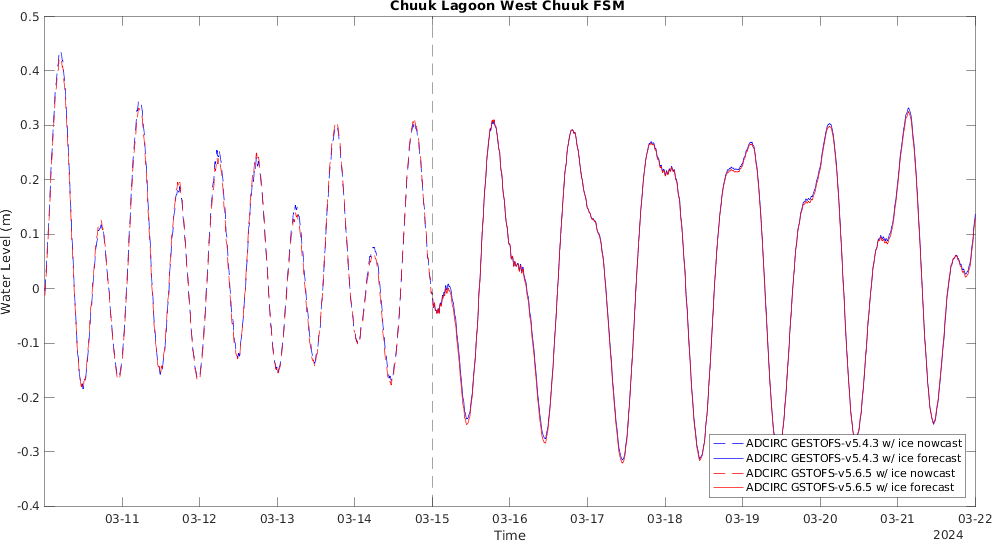 Chuuk Lagoon West Chuuk FSM
0.5
0.4
0.3
0.2
0.1
0
-0.1
-0.2
-0.3
-0.4
Water Level (m)
ADCIRC GESTOFS-v5.4.3 w/ ice nowcast
ADCIRC GESTOFS-v5.4.3 w/ ice forecast
ADCIRC GSTOFS-v5.6.5 w/ ice nowcast
ADCIRC GSTOFS-v5.6.5 w/ ice forecast
03-11 03-12 03-13 03-14 03-15 03-16 03-17 03-18 03-19 03-20 03-21 03-22
Time
2024